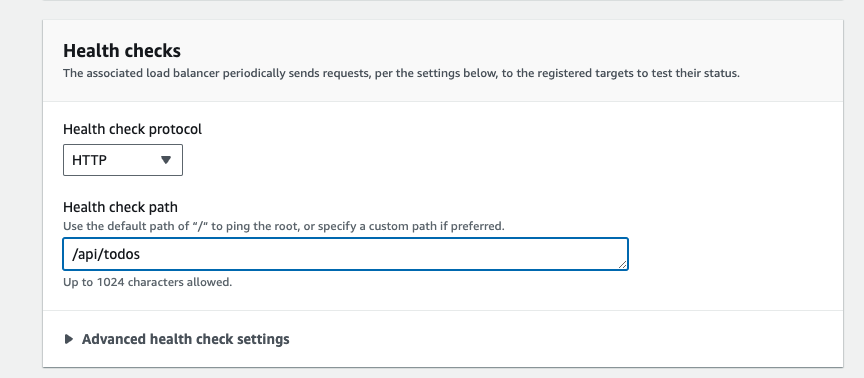 Health checks
The associated load balancer periodically sends requests, per the settings below, to the registered targets to test their status.
Health check protocol
HTTP
Health check path
Use the default path of “/” to ping the root, or specify a custom path if preferred.
/api/todos
Up to 1024 characters allowed.
Advanced health check settings